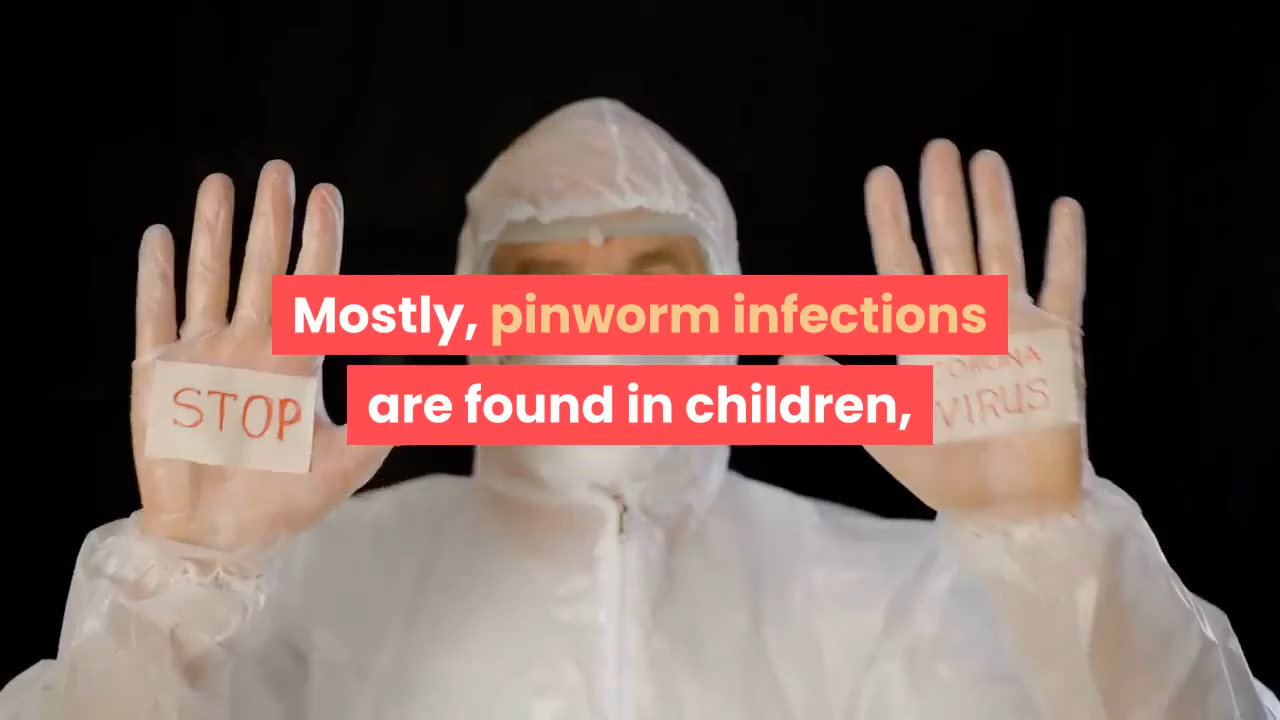 Mostly, pinworm infections
are found in children,
STOP
VIRUS